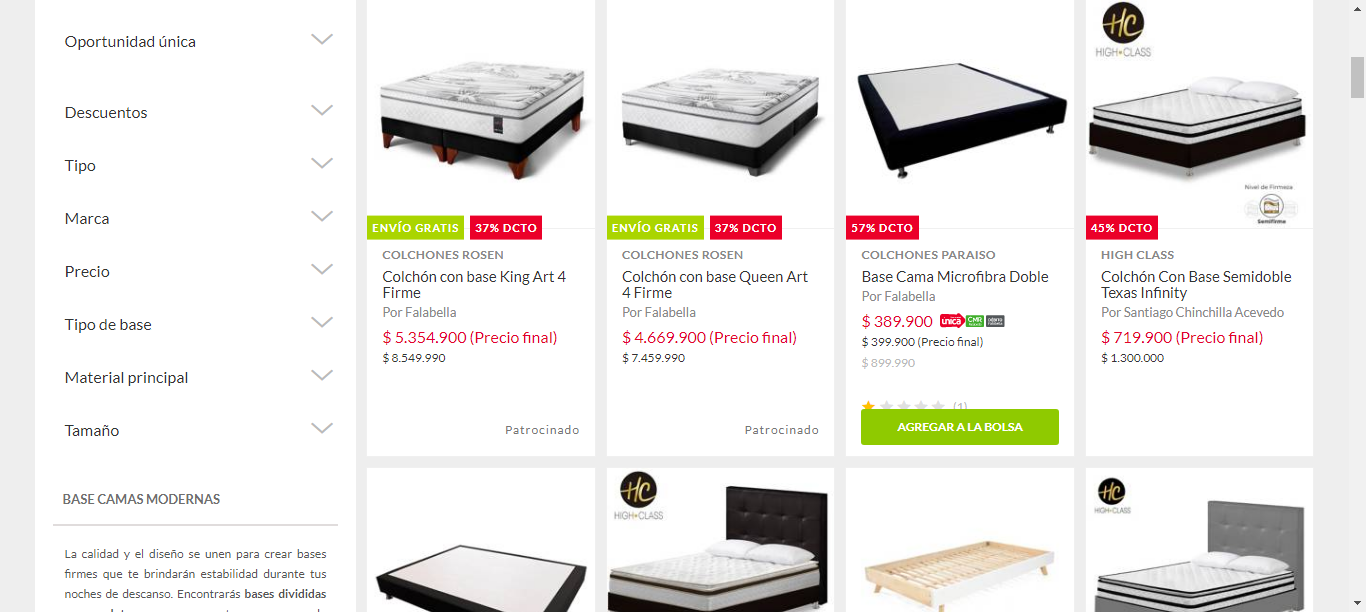 Oportunidad única
Descuentos
Tipo
Marca
Precio
Tipo de base
Material principal
Tamaño
BASE CAMAS MODERNAS
La calidad y el diseño se unen para crear bases
firmes que te brindarán estabilidad durante tus
noches de descanso. Encontrarás bases divididas
ENVÍO GRATIS 37% DCTO
COLCHONES ROSEN
Colchón con base King Art 4
Firme
Por Falabella
$ 5.354.900 (Precio final)
$ 8.549.990
Patrocinado
ENVÍO GRATIS 37% DCTO
COLCHONES ROSEN
Colchón con base Queen Art
4 Firme
Por Falabella
$ 4.669.900 (Precio final)
$ 7.459.990
Patrocinado
57% DCTO
COLCHONES PARAISO
Base Cama Microfibra Doble
Por Falabella
$ 389.900 única CMR
$ 399.900 (Precio final)
$ 899.990
(1)
AGREGAR A LA BOLSA
HC
HIGH CLASS
Nivel de Firmeza
Semifirme
45% DCTO
HIGH CLASS
Colchón Con Base Semidoble
Texas Infinity
Por Santiago Chinchilla Acevedo
$ 719.900 (Precio final)
$ 1.300.000
HC
HIGH CLASS
HC
HIGH CLASS